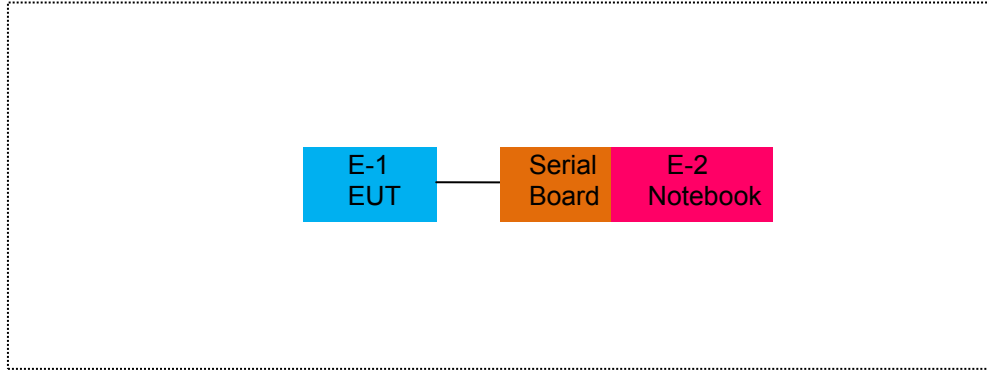 E-1
EUT
Serial
Board
E-2
Notebook